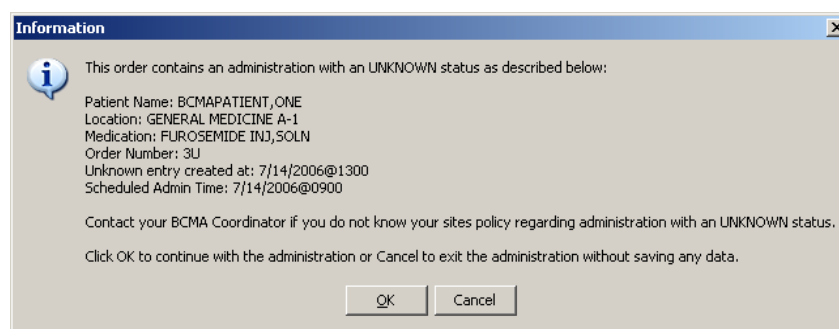 Information
This order contains an administration with an UNKNOWN status as described below:
Patient Name: BCMAPATIENT,ONE
Location: GENERAL MEDICINE A-1
Medication: FUROSEMIDE INJ,SOLN
Order Number: 3U
Unknown entry created at: 7/14/2006@1300
Scheduled Admin Time: 7/14/2006@0900
Contact your BCMA Coordinator if you do not know your sites policy regarding administration with an UNKNOWN status.
Click OK to continue with the administration or Cancel to exit the administration without saving any data.
OK Cancel